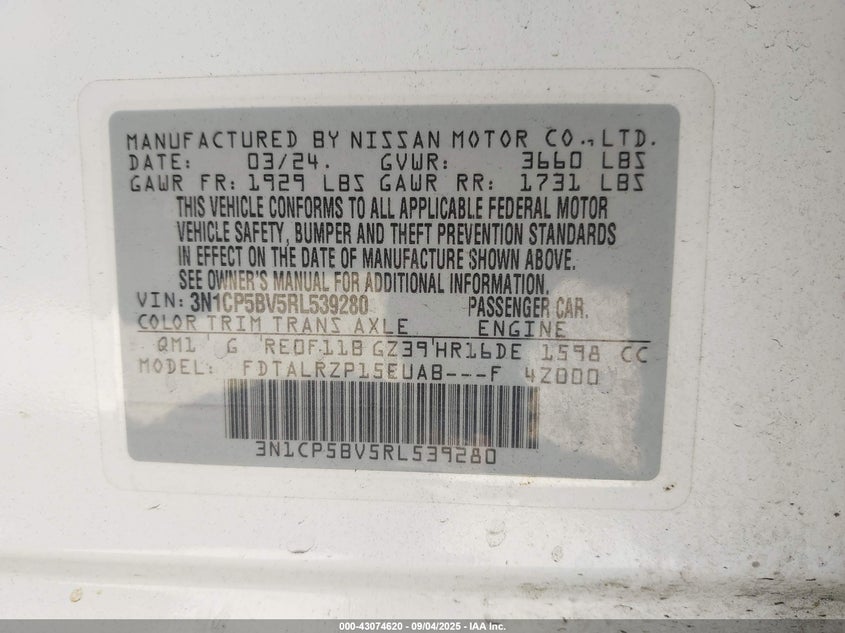 MANUFACTURED BY NISSAN MOTOR CO., LTD.
DATE: 03/24. GVWR: 3660 LBS
GAWR FR: 1929 LBS GAWR RR: 1731 LBS
THIS VEHICLE CONFORMS TO ALL APPLICABLE FEDERAL MOTOR
VEHICLE SAFETY, BUMPER AND THEFT PREVENTION STANDARDS
IN EFFECT ON THE DATE OF MANUFACTURE SHOWN ABOVE.
SEE OWNER'S MANUAL FOR ADDITIONAL INFORMATION.
VIN: 3N1CP5BV5RL539280 PASSENGER CAR.
COLOR TRIM TRANS AXLE ENGINE
QM1 G RE0F11B GZ39 HR16DE 1598 CC
MODEL: FDTALRZP15EUAB---F 4Z000
3N1CP5BV5RL539280
000-43074620 - 09/04/2025 - IAA Inc.